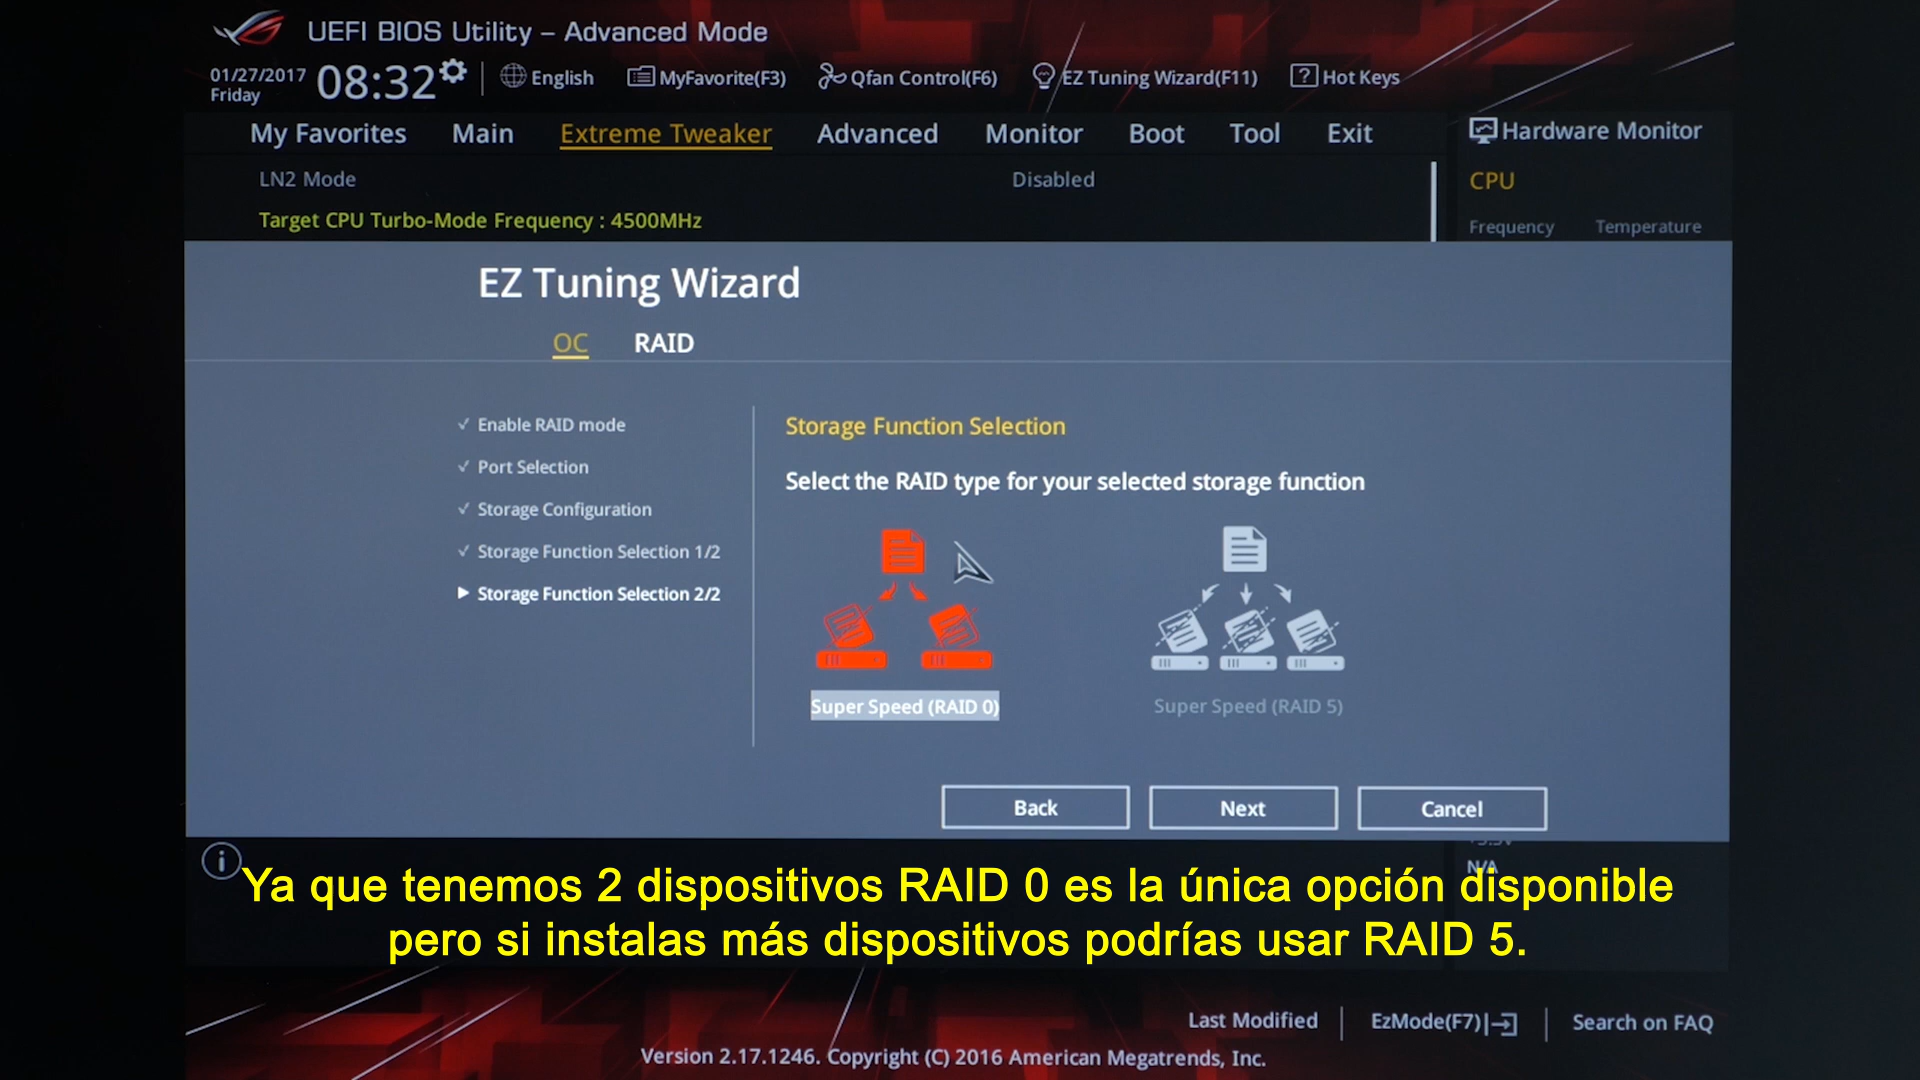 UEFI BIOS Utility – Advanced Mode
01/27/2017
Friday
08:32
English
MyFavorite(F3)
Qfan Control(F6)
EZ Tuning Wizard(F11)
? Hot Keys
My Favorites
Main
Extreme Tweaker
Advanced
Monitor
Boot
Tool
Exit
Hardware Monitor
LN2 Mode
Disabled
CPU
Target CPU Turbo-Mode Frequency : 4500MHz
Frequency
Temperature
EZ Tuning Wizard
OC
RAID
✓ Enable RAID mode
✓ Port Selection
✓ Storage Configuration
✓ Storage Function Selection 1/2
Storage Function Selection 2/2
Storage Function Selection
Select the RAID type for your selected storage function
Super Speed (RAID 0)
Super Speed (RAID 5)
Back
Next
Cancel
N/A
Ya que tenemos 2 dispositivos RAID 0 es la única opción disponible
pero si instalas más dispositivos podrías usar RAID 5.
Last Modified
EzMode(F7)
Search on FAQ
Version 2.17.1246. Copyright (C) 2016 American Megatrends, Inc.